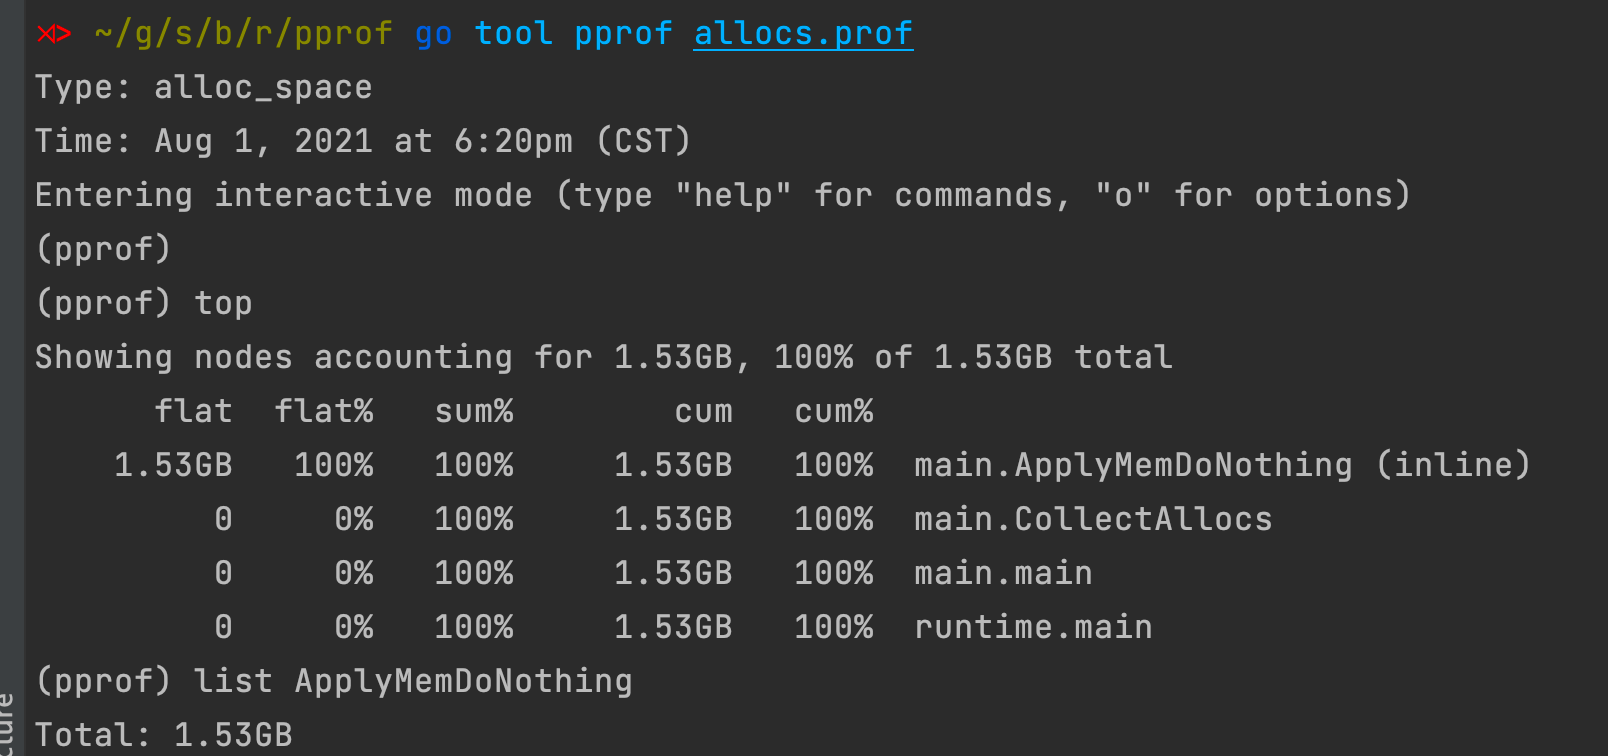 ~/g/s/b/r/pprof go tool pprof allocs.prof
Type: alloc_space
Time: Aug 1, 2021 at 6:20pm (CST)
Entering interactive mode (type "help" for commands, "o" for options)
(pprof)
(pprof) top
Showing nodes accounting for 1.53GB, 100% of 1.53GB total
flat flat% sum% cum cum%
1.53GB 100% 100% 1.53GB 100% main.ApplyMemDoNothing (inline)
0 0% 100% 1.53GB 100% main.CollectAllocs
0 0% 100% 1.53GB 100% main.main
0 0% 100% 1.53GB 100% runtime.main
(pprof) list ApplyMemDoNothing
Total: 1.53GB